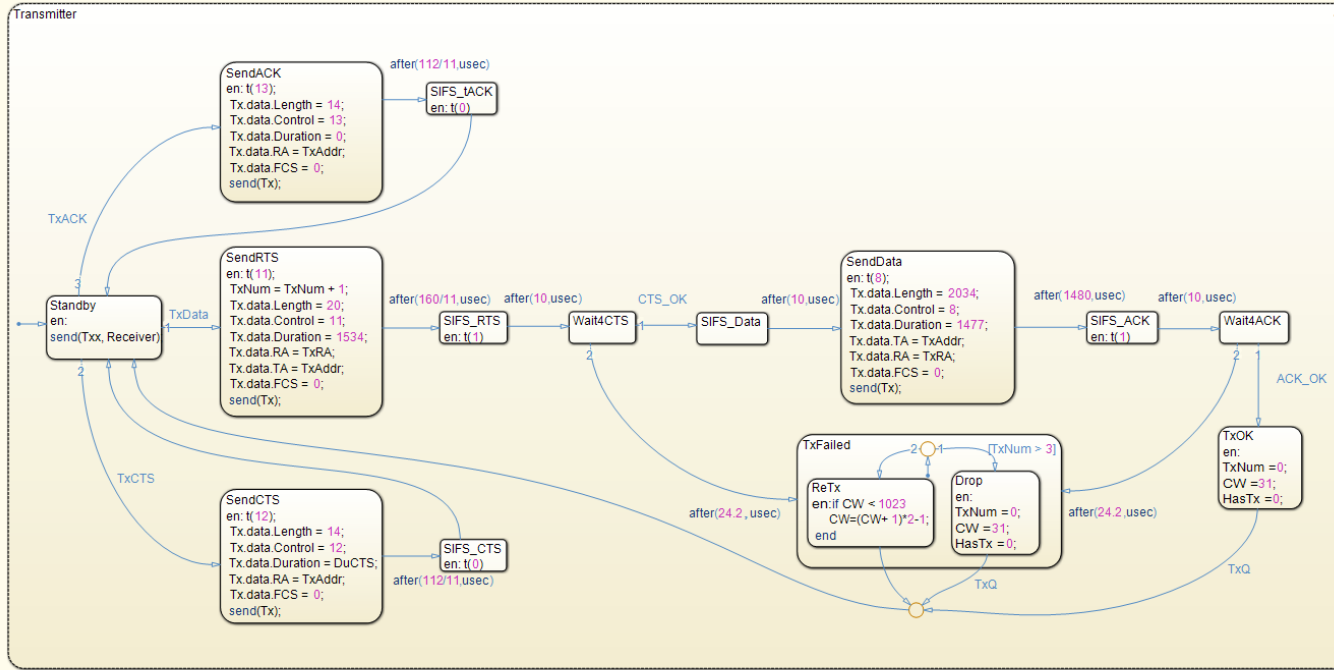 Transmitter
SendACK
en: t(13);
Tx.data.Length = 14;
Tx.data.Control = 13;
Tx.data.Duration = 0;
Tx.data.RA = TxAddr;
Tx.data.FCS = 0;
send(Tx);
after(112/11,usec)
SIFS_tACK
en: t(0)
TxACK
3
Standby
en:
send(Txx, Receiver)
TxData
1
2
SendRTS
en: t(11);
TxNum = TxNum + 1;
Tx.data.Length = 20;
Tx.data.Control = 11;
Tx.data.Duration = 1534;
Tx.data.RA = TxRA;
Tx.data.TA = TxAddr;
Tx.data.FCS = 0;
send(Tx);
after(160/11,usec)
SIFS_RTS
en: t(1)
after(10,usec)
Wait4CTS
1
2
CTS_OK
SIFS_Data
after(10,usec)
SendData
en: t(8);
Tx.data.Length = 2034;
Tx.data.Control = 8;
Tx.data.Duration = 1477;
Tx.data.TA = TxAddr;
Tx.data.RA = TxRA;
Tx.data.FCS = 0;
send(Tx);
after(1480,usec)
SIFS_ACK
en: t(1)
after(10,usec)
Wait4ACK
2
1
ACK_OK
TxOK
en:
TxNum =0;
CW =31;
HasTx =0;
TxFailed
2
1
[TxNum > 3]
ReTx
en:if CW < 1023
CW=(CW+ 1)*2-1;
end
Drop
en:
TxNum =0;
CW =31;
HasTx =0;
after(24.2, usec)
after(24.2,usec)
TxQ
TxQ
TxCTS
SendCTS
en: t(12);
Tx.data.Length = 14;
Tx.data.Control = 12;
Tx.data.Duration = DuCTS;
Tx.data.RA = TxAddr;
Tx.data.FCS = 0;
send(Tx);
SIFS_CTS
en: t(0)
after(112/11,usec)